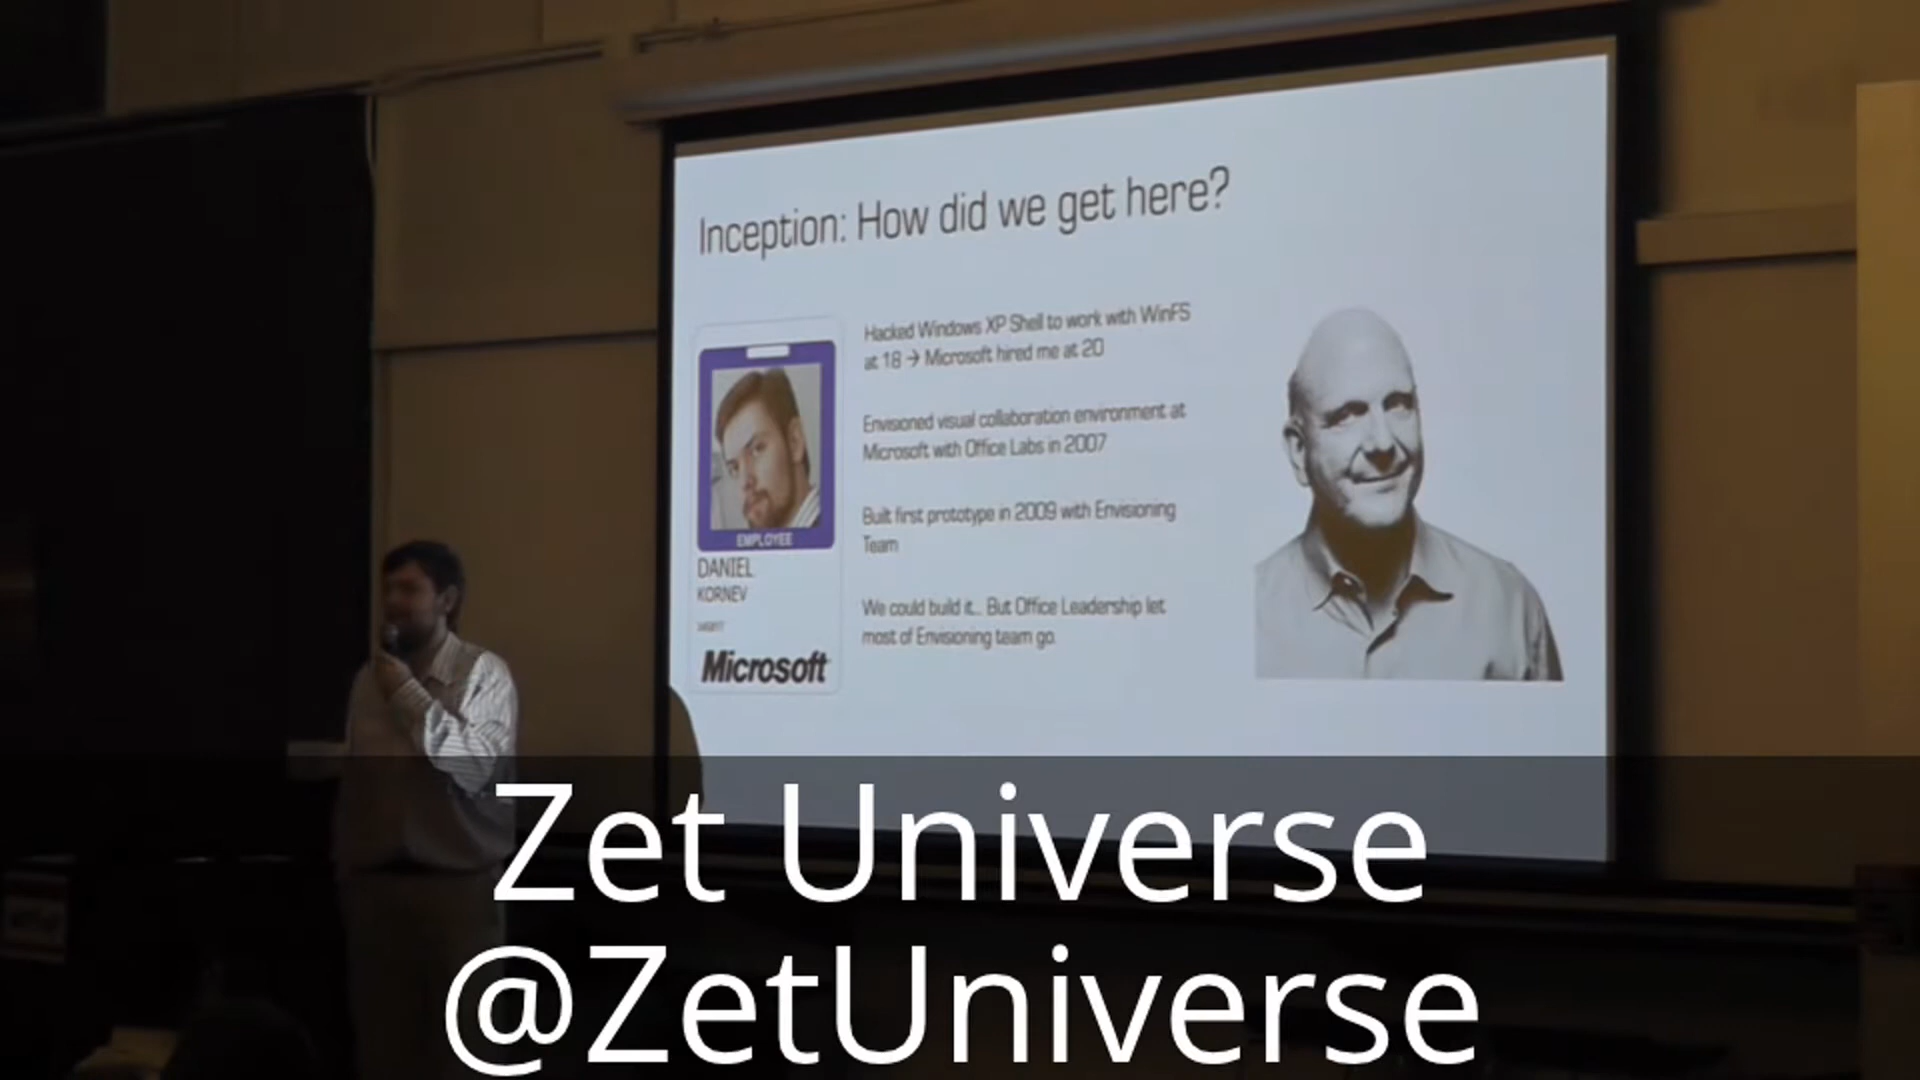 Inception: How did we get here?
Hacked Windows XP Shell to work with WinFS
at 18 → Microsoft hired me at 20
Envisioned visual collaboration environment at
Microsoft with Office Labs in 2007
Built first prototype in 2009 with Envisioning
Team
We could build it... But Office Leadership let
most of Envisioning team go.
EMPLOYEE
DANIEL
KORNEV
Microsoft
Zet Universe
@ZetUniverse